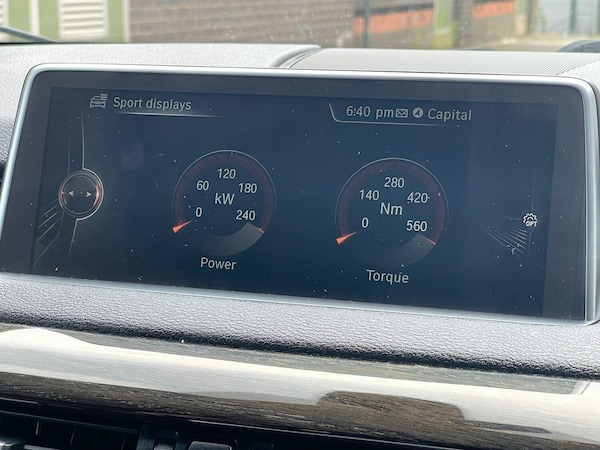 Sport displays
6:40 pm Capital
120
60 kW 180
0 240
Power
280
140 420
Nm
0 560
Torque
OPT